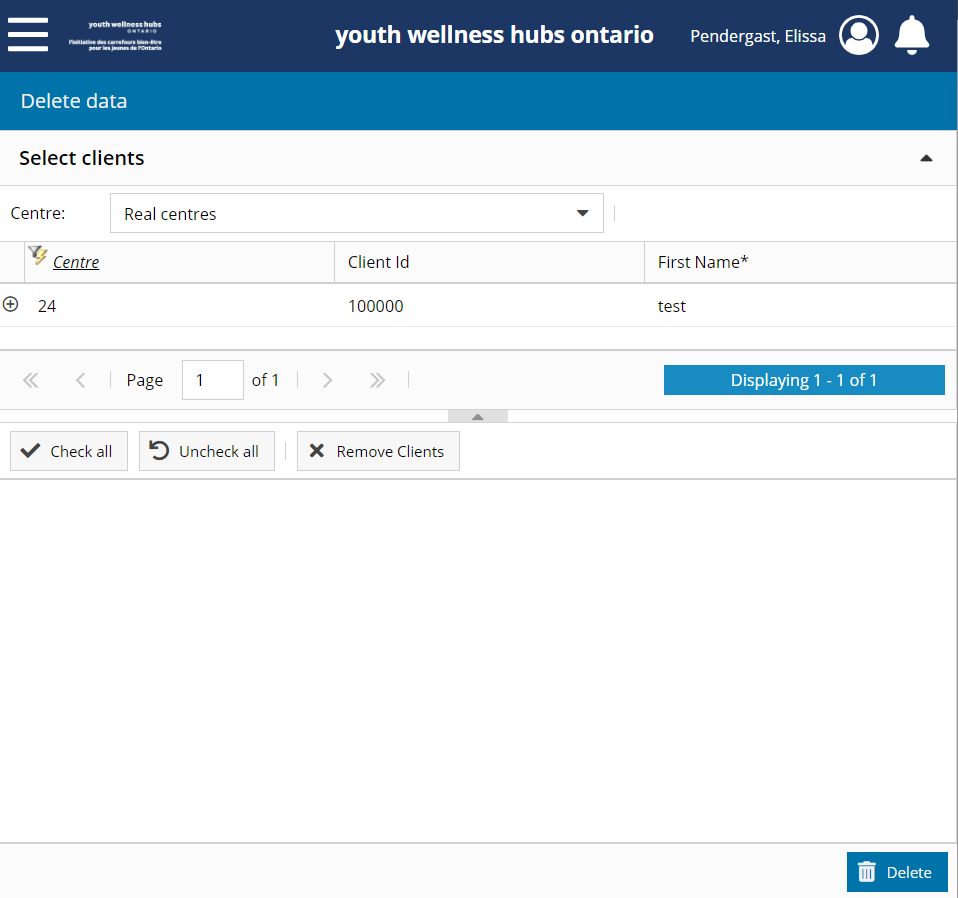 youth wellness hubs
ONTARIO
l'initiative des carrefours bien-être
pour les jeunes de l'Ontario
youth wellness hubs ontario
Pendergast, Elissa
Delete data
Select clients
Centre:
Real centres
Centre
Client Id
First Name*
24
100000
test
Page
1
of 1
Displaying 1 - 1 of 1
Check all
Uncheck all
Remove Clients
Delete